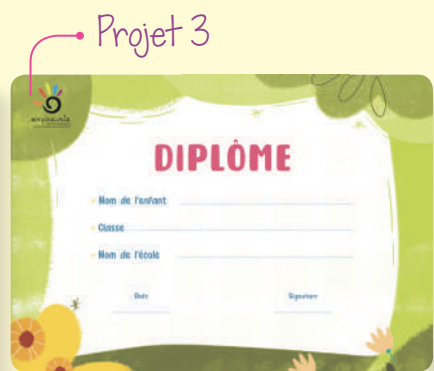 Projet 3
DIPLÔME
Nom de l'enfant
Classe
Nom de l'école
Date Signature